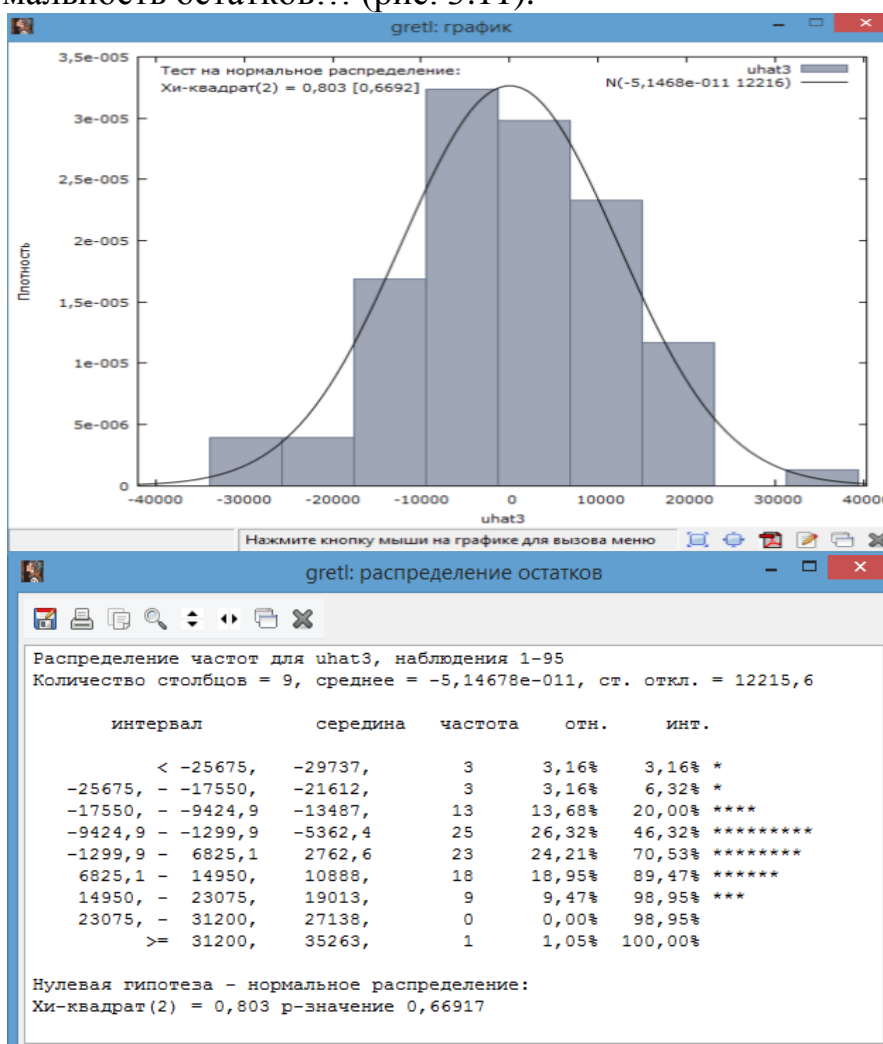 мальность остатков… (рис. 3.11).
gretl: график
3,5e-005
3e-005
2,5e-005
2e-005
1,5e-005
1e-005
5e-006
0
Плотность
Тест на нормальное распределение:
Хи-квадрат(2) = 0,803 [0,6692]
uhat3
N(-5,1468e-011 12216)
-40000 -30000 -20000 -10000 0 10000 20000 30000 4000
uhat3
Нажмите кнопку мыши на графике для вызова меню
gretl: распределение остатков
Распределение частот для uhat3, наблюдения 1-95
Количество столбцов = 9, среднее = -5,14678e-011, ст. откл. = 12215,6
интервал середина частота отн. инт.
< -25675, -29737, 3 3,16% 3,16% *
-25675, - -17550, -21612, 3 3,16% 6,32% *
-17550, - -9424,9 -13487, 13 13,68% 20,00% ****
-9424,9 - -1299,9 -5362,4 25 26,32% 46,32% *********
-1299,9 - 6825,1 2762,6 23 24,21% 70,53% ********
6825,1 - 14950, 10888, 18 18,95% 89,47% ******
14950, - 23075, 19013, 9 9,47% 98,95% ***
23075, - 31200, 27138, 0 0,00% 98,95%
>= 31200, 35263, 1 1,05% 100,00%
Нулевая гипотеза - нормальное распределение:
Хи-квадрат(2) = 0,803 р-значение 0,66917